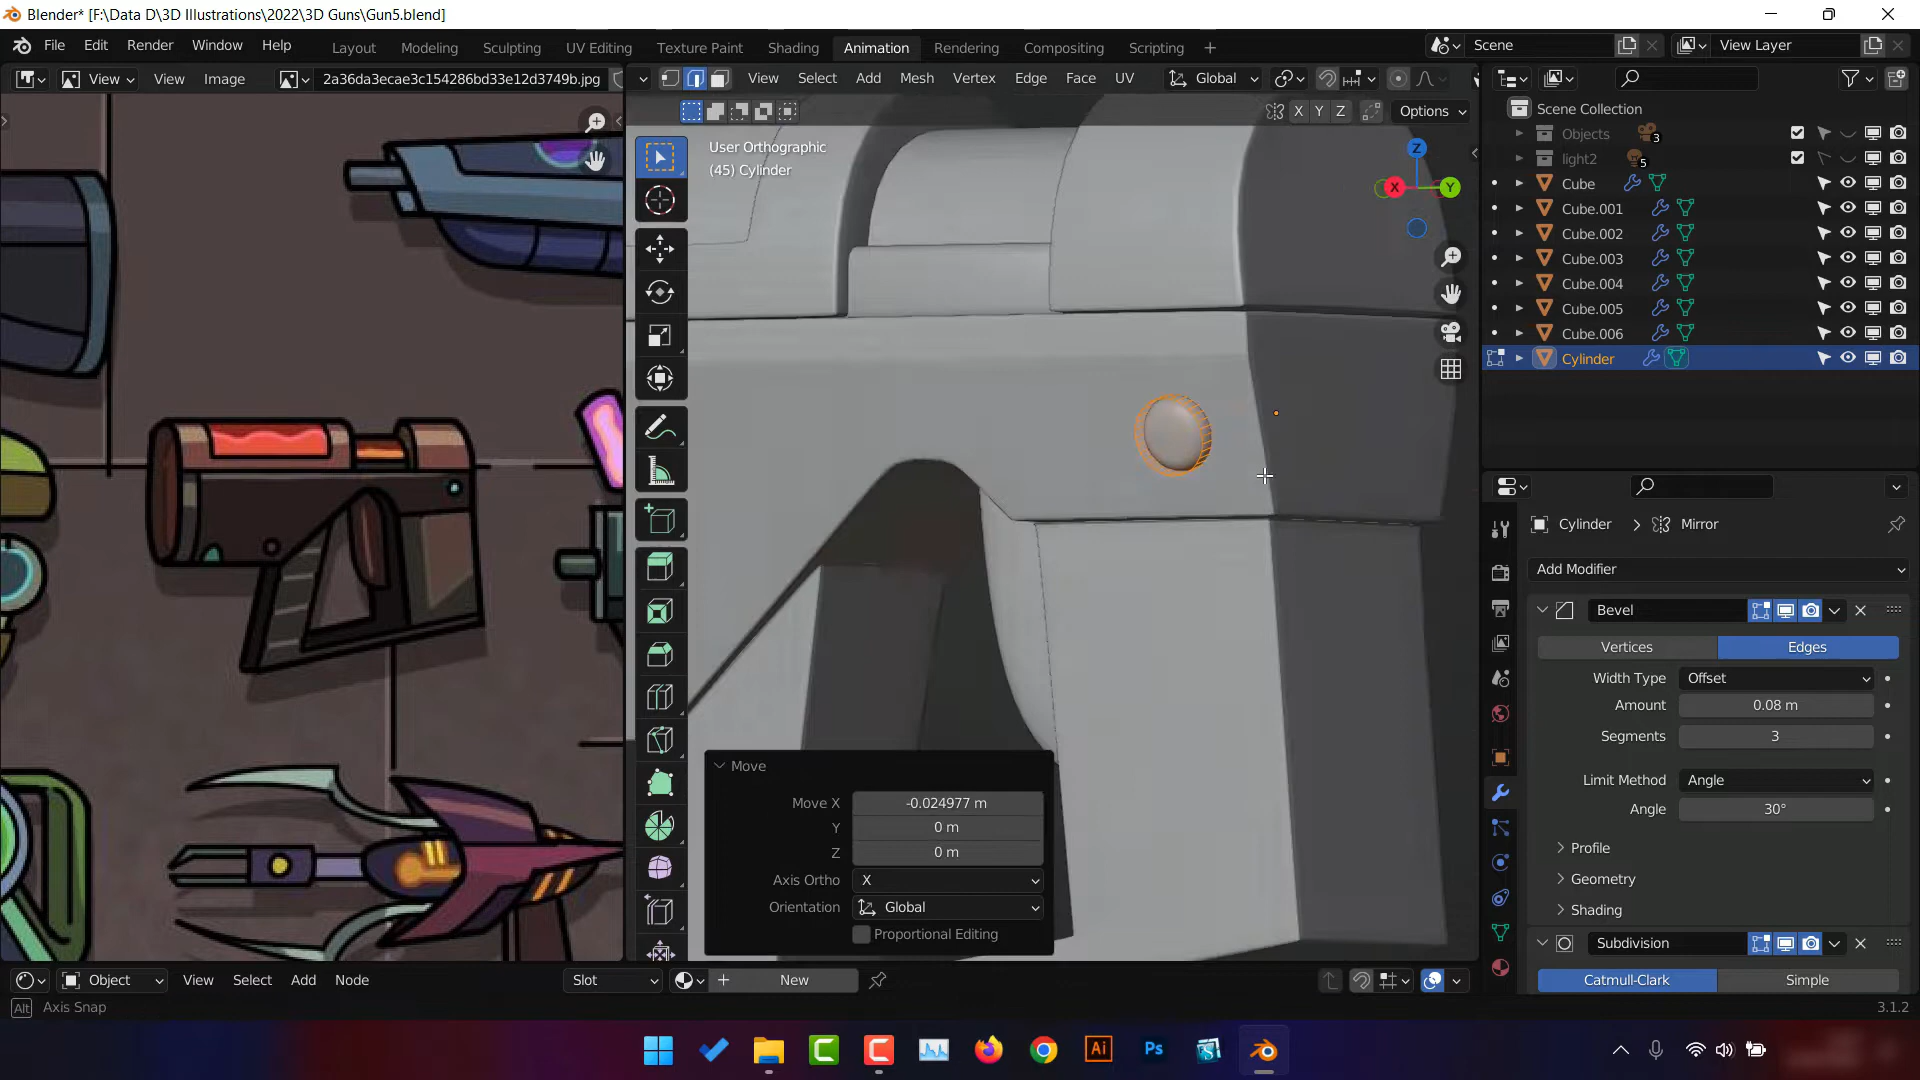 Blender* [F:\Data D\3D Illustrations\2022\3D Guns\Gun5.blend]
File Edit Render Window Help
Layout Modeling Sculpting UV Editing Texture Paint Shading Animation Rendering Compositing Scripting +
Scene
View Layer
View View Image
2a36da3ecae3c154286bd33e12d3749b.jpg
View Select Add Mesh Vertex Edge Face UV
Global
X Y Z
Options
User Orthographic
(45) Cylinder
Z
X
Y
Scene Collection
Objects 3
light2 5
Cube
Cube.001
Cube.002
Cube.003
Cube.004
Cube.005
Cube.006
Cylinder
Cylinder > Mirror
Add Modifier
Bevel
Vertices Edges
Width Type Offset
Amount 0.08 m
Segments 3
Limit Method Angle
Angle 30°
> Profile
> Geometry
> Shading
Subdivision
Catmull-Clark Simple
Move
Move X -0.024977 m
Y 0 m
Z 0 m
Axis Ortho X
Orientation Global
Proportional Editing
Object View Select Add Node
Slot
+ New
Alt Axis Snap
3.1.2
Ai
Ps